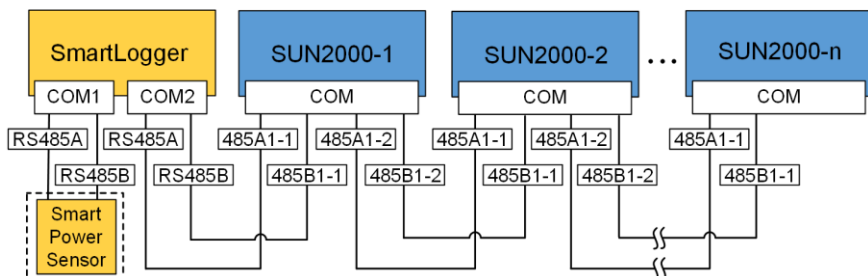 SmartLogger
SUN2000-1
SUN2000-2
...
SUN2000-n
COM1
COM2
COM
COM
COM
RS485A
RS485A
485A1-1
485A1-2
485A1-1
485A1-2
485A1-1
RS485B
RS485B
485B1-1
485B1-2
485B1-1
485B1-2
485B1-1
Smart
Power
Sensor